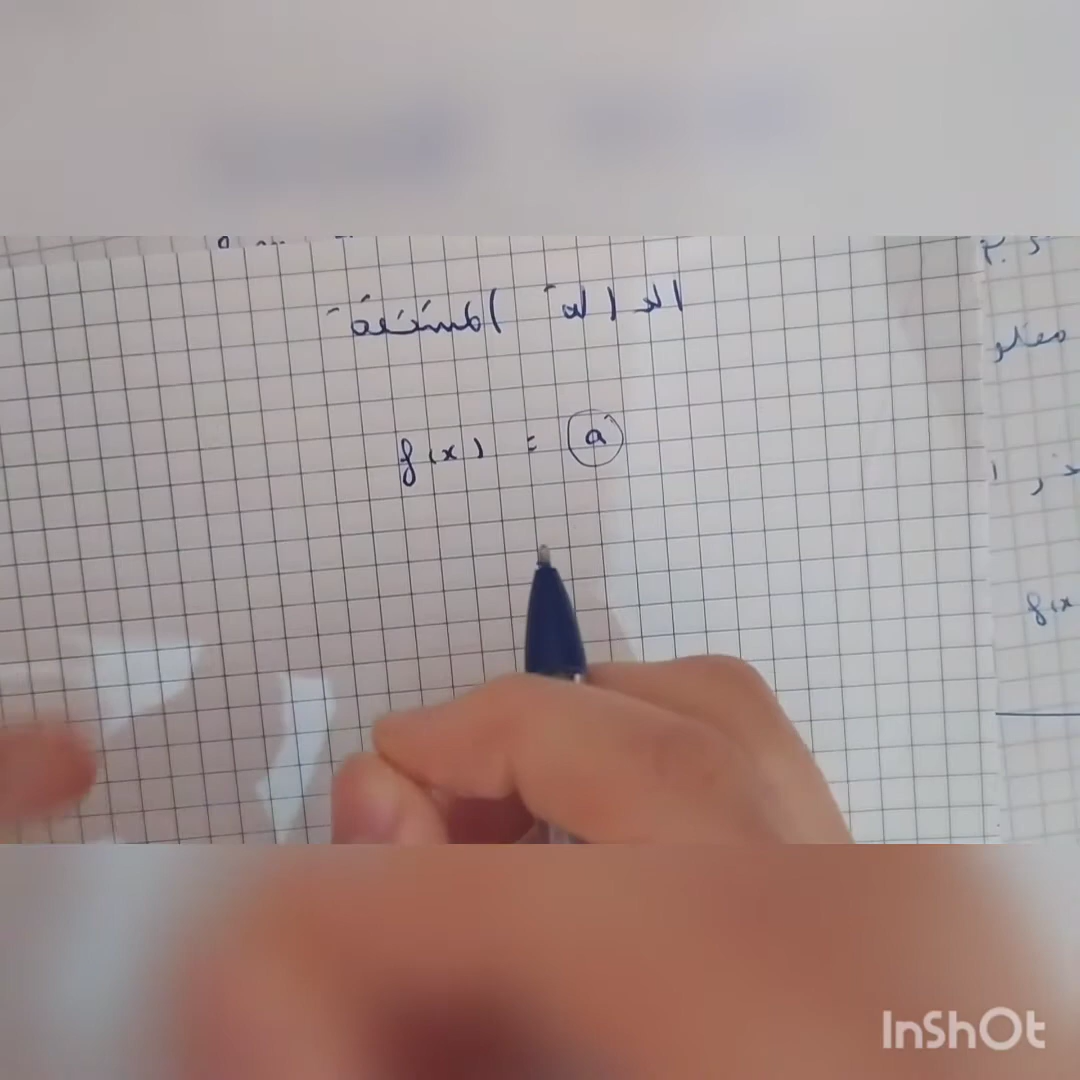 الدالة المشتقة
f(x) = a
f(x
InShOt